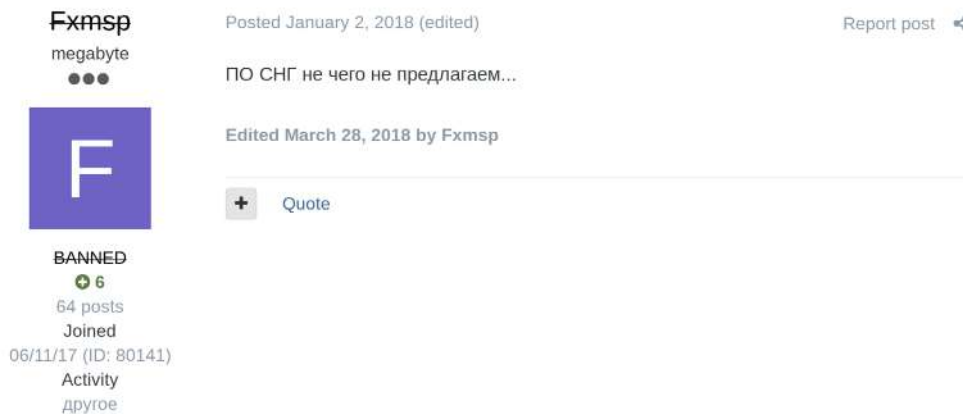 Fxmsp
megabyte
F
BANNED
6
64 posts
Joined
06/11/17 (ID: 80141)
Activity
другое
Posted January 2, 2018 (edited)
Report post
ПО СНГ не чего не предлагаем...
Edited March 28, 2018 by Fxmsp
+
Quote